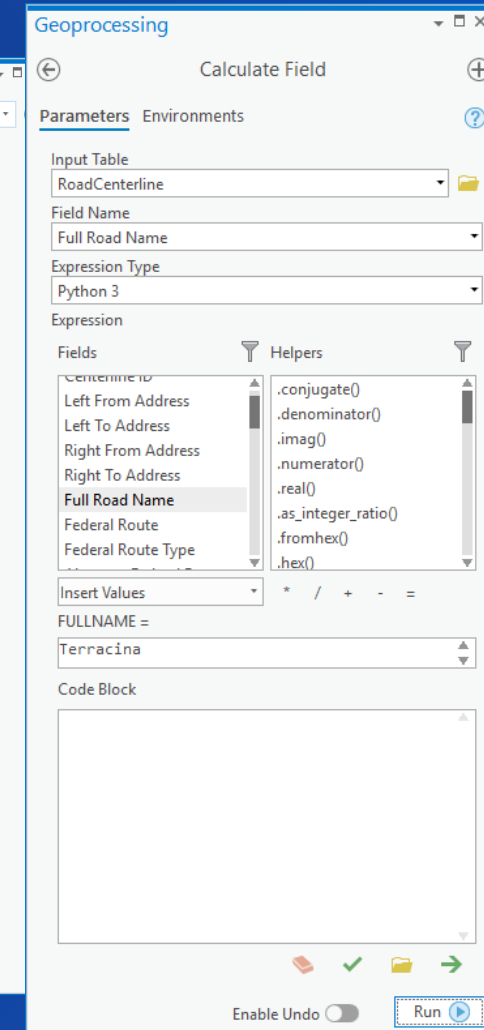 Geoprocessing
Calculate Field
Parameters Environments
Input Table
RoadCenterline
Field Name
Full Road Name
Expression Type
Python 3
Expression
Fields
Helpers
Centerline ID
Left From Address
Left To Address
Right From Address
Right To Address
Full Road Name
Federal Route
Federal Route Type
.conjugate()
.denominator()
.imag()
.numerator()
.real()
.as_integer_ratio()
.fromhex()
.hex()
Insert Values
* / + - =
FULLNAME =
Terracina
Code Block
Enable Undo
Run